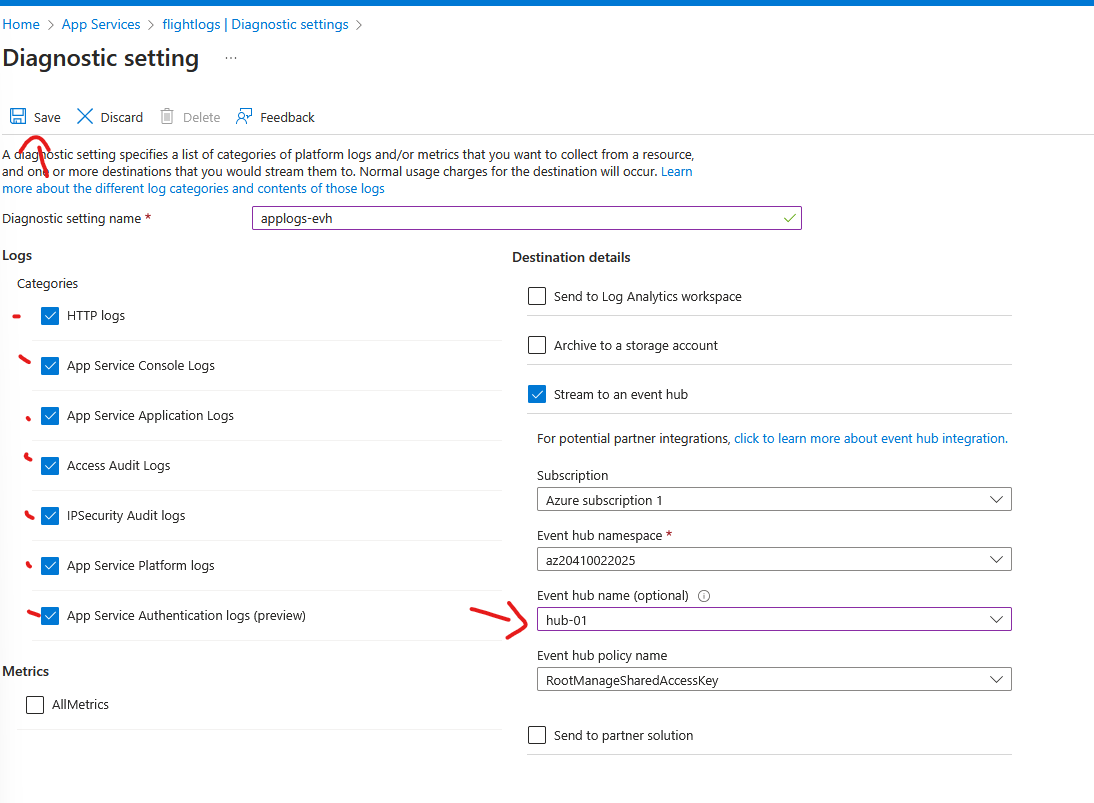 Home > App Services > flightlogs | Diagnostic settings >
Diagnostic setting ...
Save Discard Delete Feedback
A diagnostic setting specifies a list of categories of platform logs and/or metrics that you want to collect from a resource,
and one or more destinations that you would stream them to. Normal usage charges for the destination will occur. Learn
more about the different log categories and contents of those logs
Diagnostic setting name *
applogs-evh
Logs
Categories
HTTP logs
App Service Console Logs
App Service Application Logs
Access Audit Logs
IPSecurity Audit logs
App Service Platform logs
App Service Authentication logs (preview)
Metrics
AllMetrics
Destination details
Send to Log Analytics workspace
Archive to a storage account
Stream to an event hub
For potential partner integrations, click to learn more about event hub integration.
Subscription
Azure subscription 1
Event hub namespace *
az20410022025
Event hub name (optional)
hub-01
Event hub policy name
RootManageSharedAccessKey
Send to partner solution